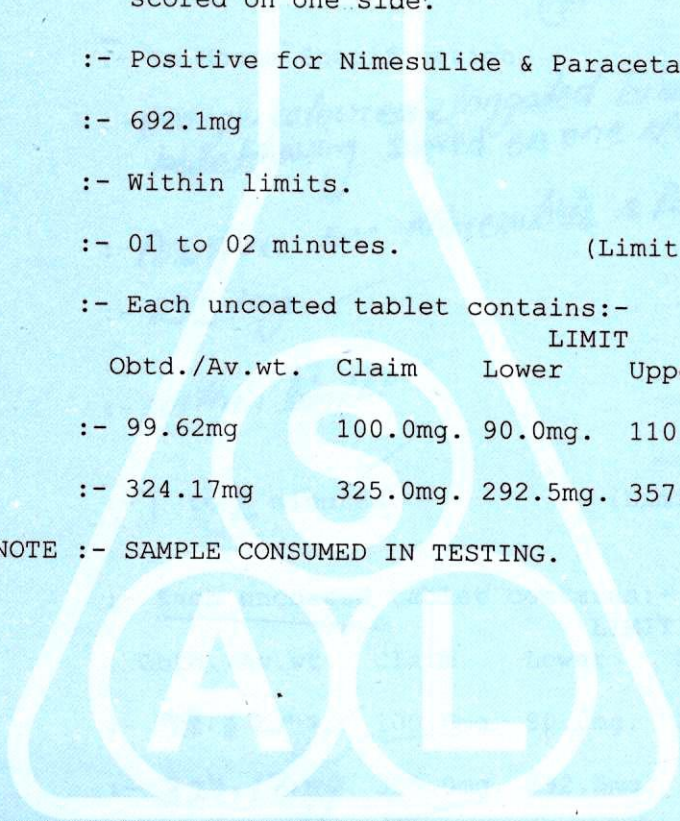 scored on one side.
:- Positive for Nimesulide & Paraceta
:- 692.1mg
:- Within limits.
:- 01 to 02 minutes. (Limit
:- Each uncoated tablet contains:-
LIMIT
Obtd./Av.wt. Claim Lower Upp
:- 99.62mg 100.0mg. 90.0mg. 110
:- 324.17mg 325.0mg. 292.5mg. 357
NOTE :- SAMPLE CONSUMED IN TESTING.
S
A L